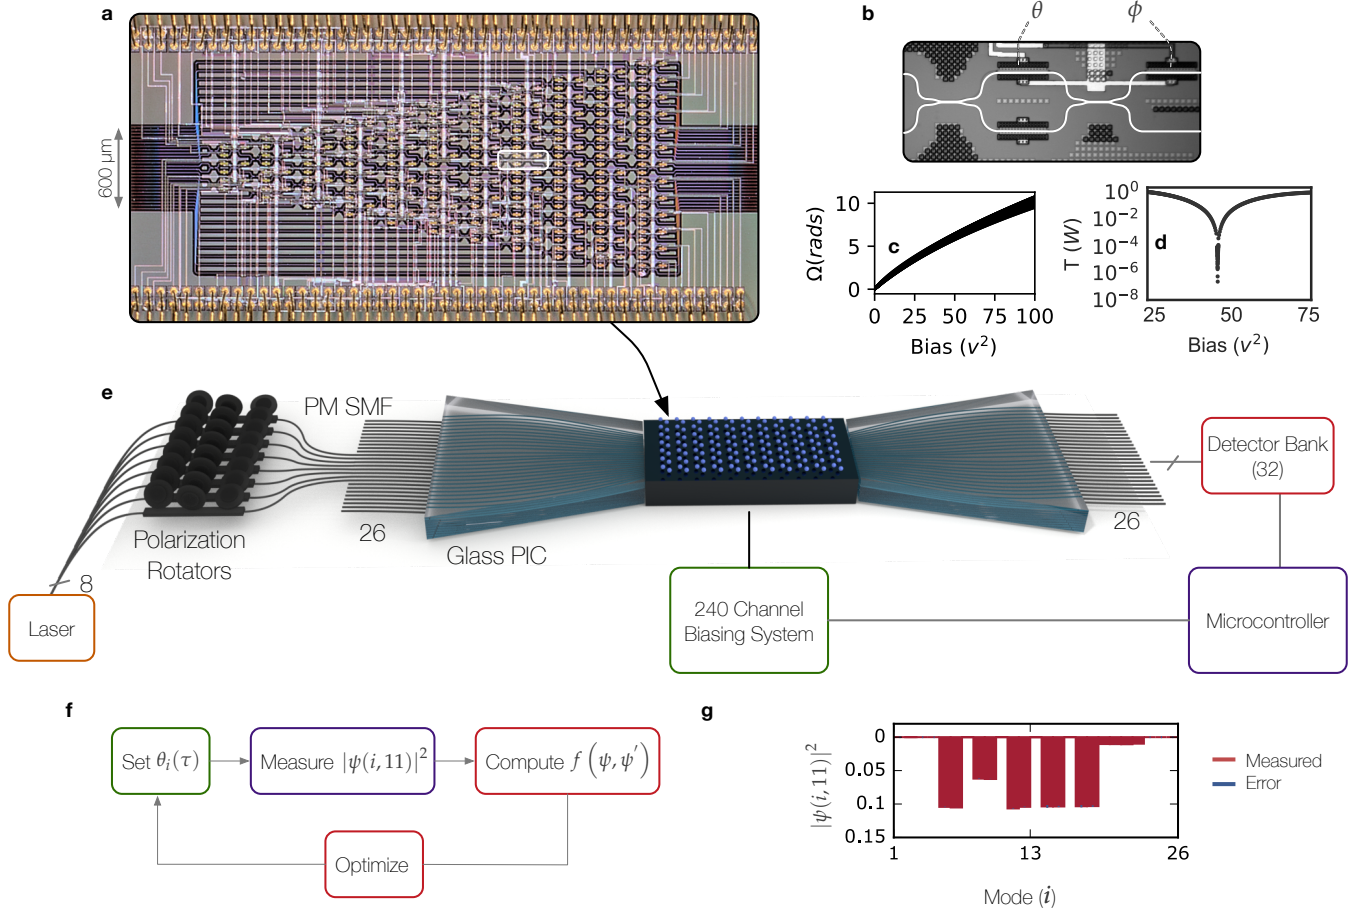 a
600 μm
b
θ
ϕ
10
5
0
Ω(rads)
c
0 25 50 75 100
Bias (v²)
10⁰
10⁻²
10⁻⁴
10⁻⁶
10⁻⁸
T (W)
d
25 50 75
Bias (v²)
e
PM SMF
26
Polarization
Rotators
8
Laser
Glass PIC
240 Channel
Biasing System
26
Detector Bank
(32)
Microcontroller
f
Set θᵢ(τ)
Measure |ψ(i, 11)|²
Compute f (ψ, ψ′)
Optimize
g
|ψ(i, 11)|²
0
0.05
0.1
0.15
1 13 26
Mode (i)
Measured
Error